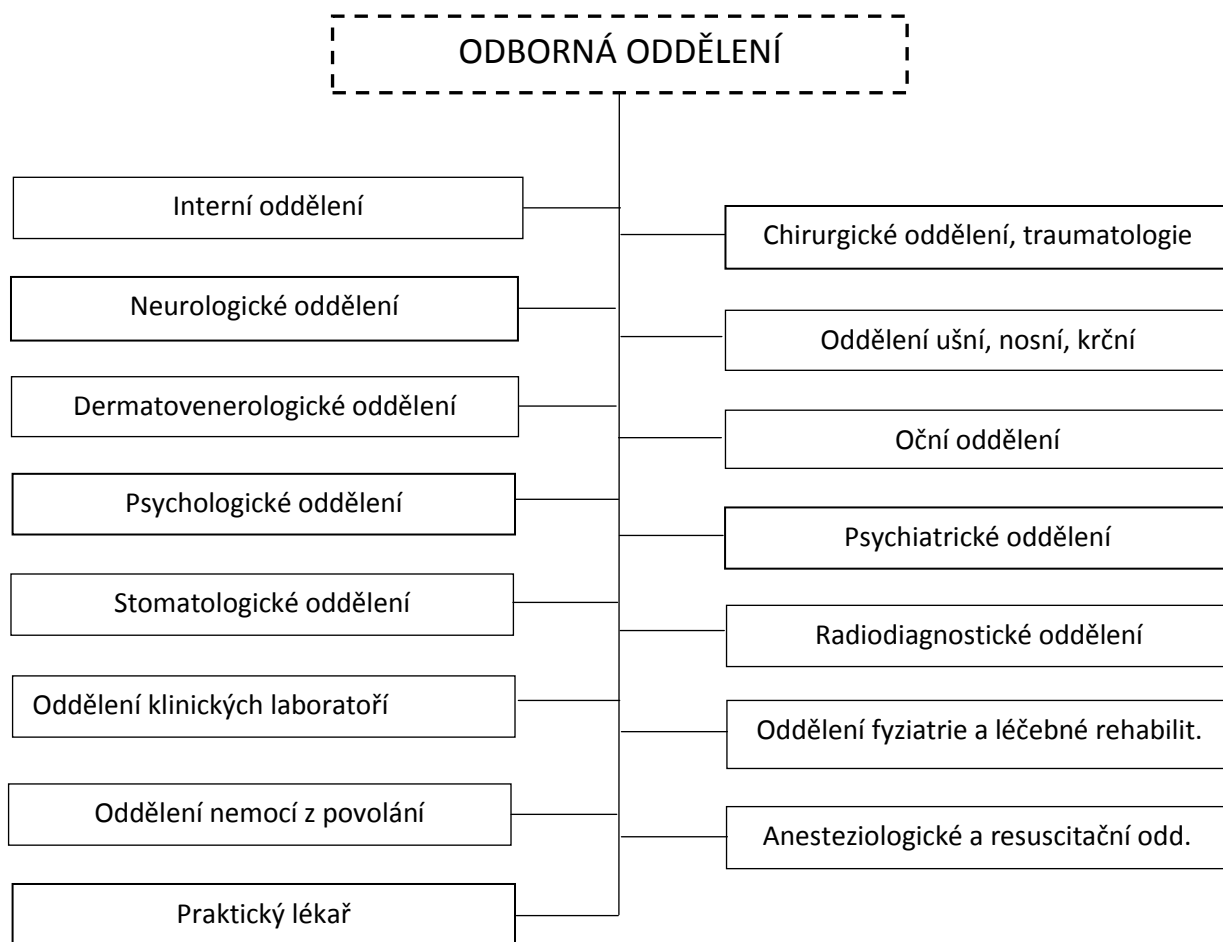 ODBORNÁ ODDĚLENÍ
Interní oddělení
Chirurgické oddělení, traumatologie
Neurologické oddělení
Oddělení ušní, nosní, krční
Dermatovenerologické oddělení
Oční oddělení
Psychologické oddělení
Psychiatrické oddělení
Stomatologické oddělení
Radiodiagnostické oddělení
Oddělení klinických laboratoří
Oddělení fyziatrie a léčebné rehabilit.
Oddělení nemocí z povolání
Anesteziologické a resuscitační odd.
Praktický lékař